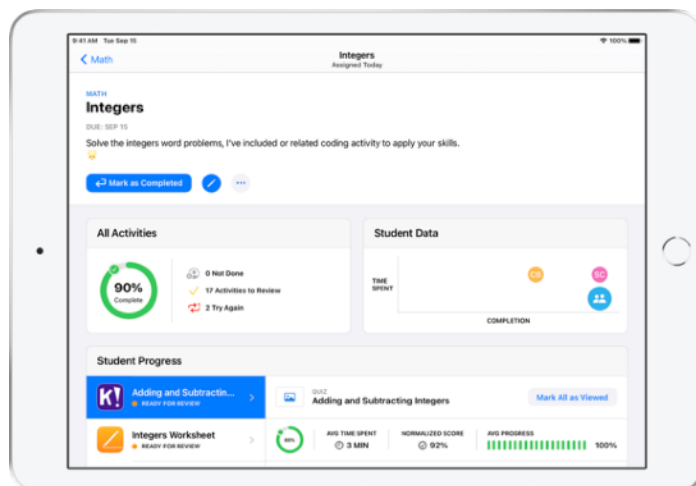 9:41 AM Tue Sep 15
100%
Math
Integers
Assigned Today
MATH
Integers
DUE: SEP 15
Solve the integers word problems, I've included or related coding activity to apply your skills.
Mark as Completed
All Activities
90%
Complete
0 Not Done
17 Activities to Review
2 Try Again
Student Data
TIME
SPENT
CS
SC
COMPLETION
Student Progress
K!
Adding and Subtractin...
READY FOR REVIEW
QUIZ
Adding and Subtracting Integers
Mark All as Viewed
Integers Worksheet
READY FOR REVIEW
AVG TIME SPENT
3 MIN
NORMALIZED SCORE
92%
AVG PROGRESS
100%